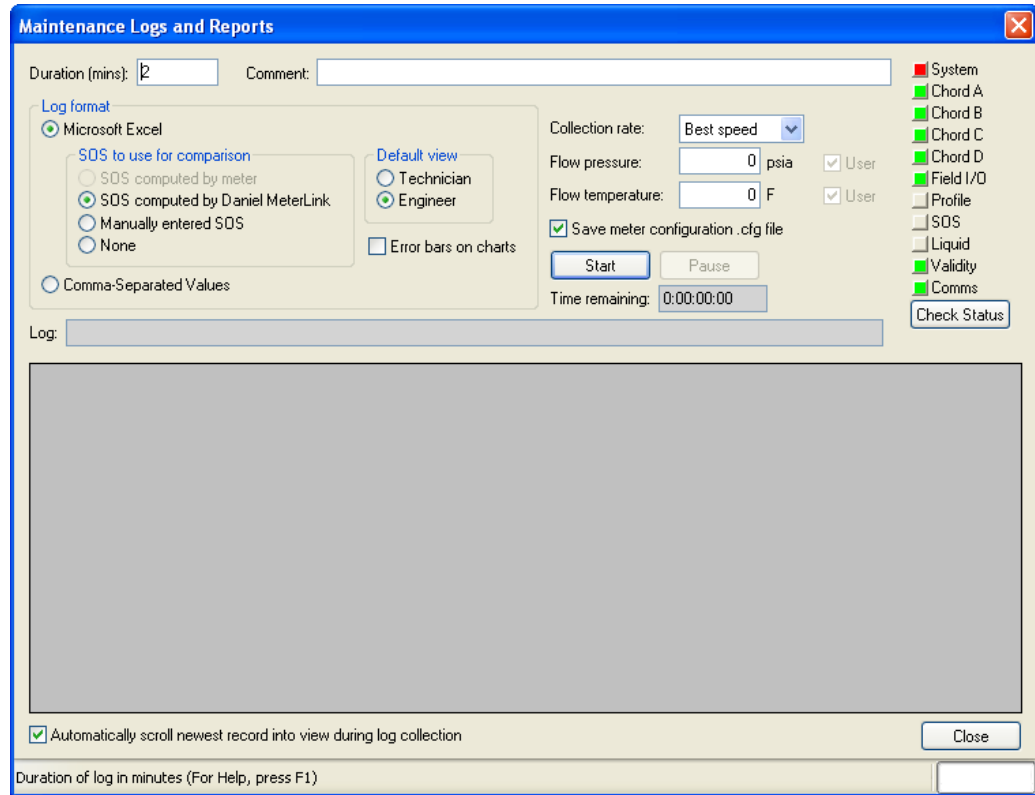 Maintenance Logs and Reports
Duration (mins): 2 Comment:
Log format
Microsoft Excel
SOS to use for comparison
SOS computed by meter
SOS computed by Daniel MeterLink
Manually entered SOS
None
Default view
Technician
Engineer
Error bars on charts
Comma-Separated Values
Collection rate: Best speed
Flow pressure: 0 psia User
Flow temperature: 0 F User
Save meter configuration .cfg file
Start Pause
Time remaining: 0:00:00:00
System
Chord A
Chord B
Chord C
Chord D
Field I/O
Profile
SOS
Liquid
Validity
Comms
Check Status
Log:
Automatically scroll newest record into view during log collection
Close
Duration of log in minutes (For Help, press F1)